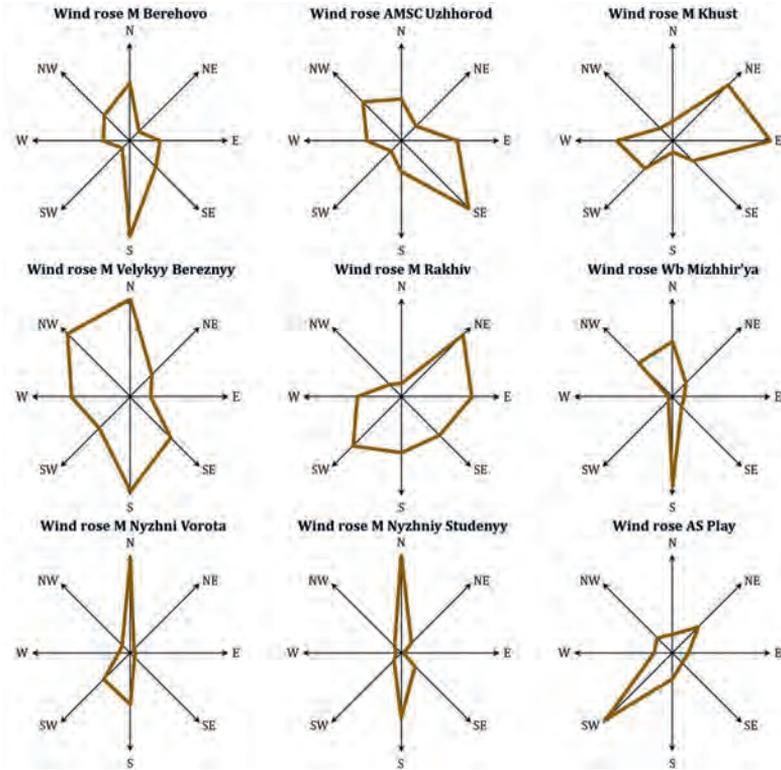 Wind rose M Berehovo
N
NW NE
W E
SW SE
S
Wind rose AMSC Uzhhorod
N
NW NE
W E
SW SE
S
Wind rose M Khust
N
NW NE
W E
SW SE
S
Wind rose M Velykyy Bereznyy
N
NW NE
W E
SW SE
S
Wind rose M Rakhiv
N
NW NE
W E
SW SE
S
Wind rose Wb Mizhhir'ya
N
NW NE
W E
SW SE
S
Wind rose M Nyzhni Vorota
N
NW NE
W E
SW SE
S
Wind rose M Nyzhniy Studenyy
N
NW NE
W E
SW SE
S
Wind rose AS Play
N
NW NE
W E
SW SE
S